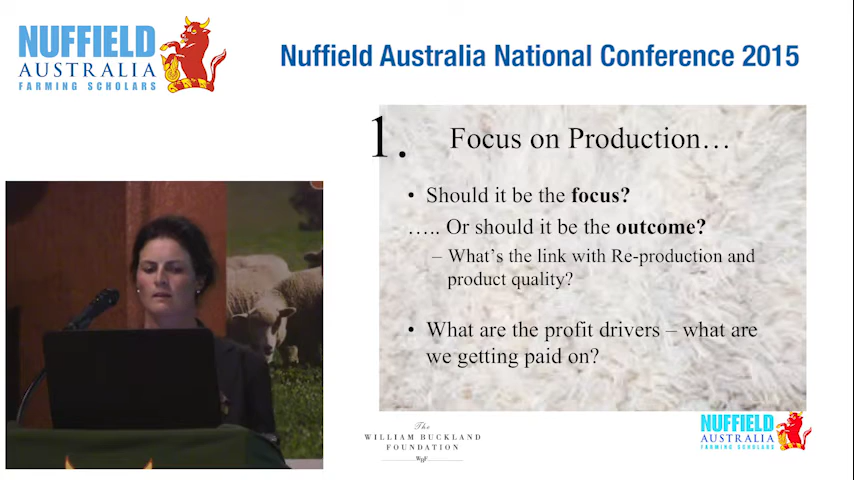 NUFFIELD
AUSTRALIA
FARMING SCHOLARS
Nuffield Australia National Conference 2015
1. Focus on Production…
• Should it be the focus?
….. Or should it be the outcome?
– What's the link with Re-production and
product quality?
• What are the profit drivers – what are
we getting paid on?
The
WILLIAM BUCKLAND
FOUNDATION
NUFFIELD
AUSTRALIA
FARMING SCHOLARS